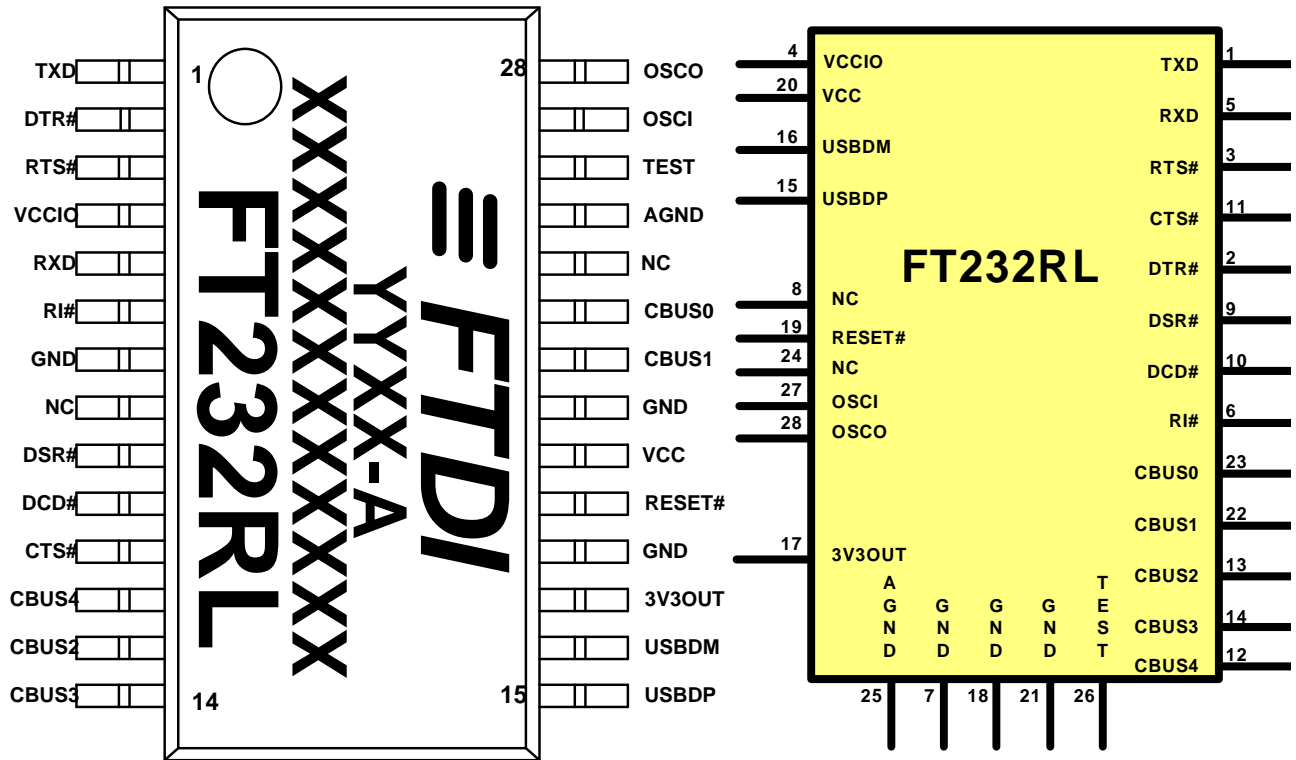 TXD
DTR#
RTS#
VCCIO
RXD
RI#
GND
NC
DSR#
DCD#
CTS#
CBUS4
CBUS2
CBUS3
1
28
14
15
FT232RL
XXXXXXXXXXXX
YYXX-A
FTDI
OSCO
OSCI
TEST
AGND
NC
CBUS0
CBUS1
GND
VCC
RESET#
GND
3V3OUT
USBDM
USBDP
4 VCCIO
20 VCC
16 USBDM
15 USBDP
8 NC
19 RESET#
24 NC
27 OSCI
28 OSCO
17 3V3OUT
FT232RL
TXD 1
RXD 5
RTS# 3
CTS# 11
DTR# 2
DSR# 9
DCD# 10
RI# 6
CBUS0 23
CBUS1 22
CBUS2 13
CBUS3 14
CBUS4 12
AGND
GND
GND
GND
TEST
25 7 18 21 26